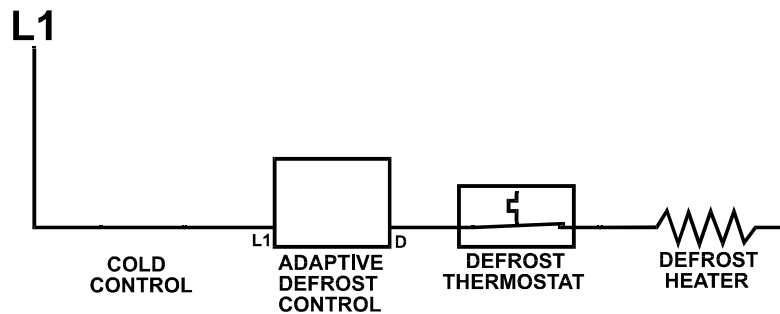 L1
L1
D
COLD
CONTROL
ADAPTIVE
DEFROST
CONTROL
DEFROST
THERMOSTAT
DEFROST
HEATER